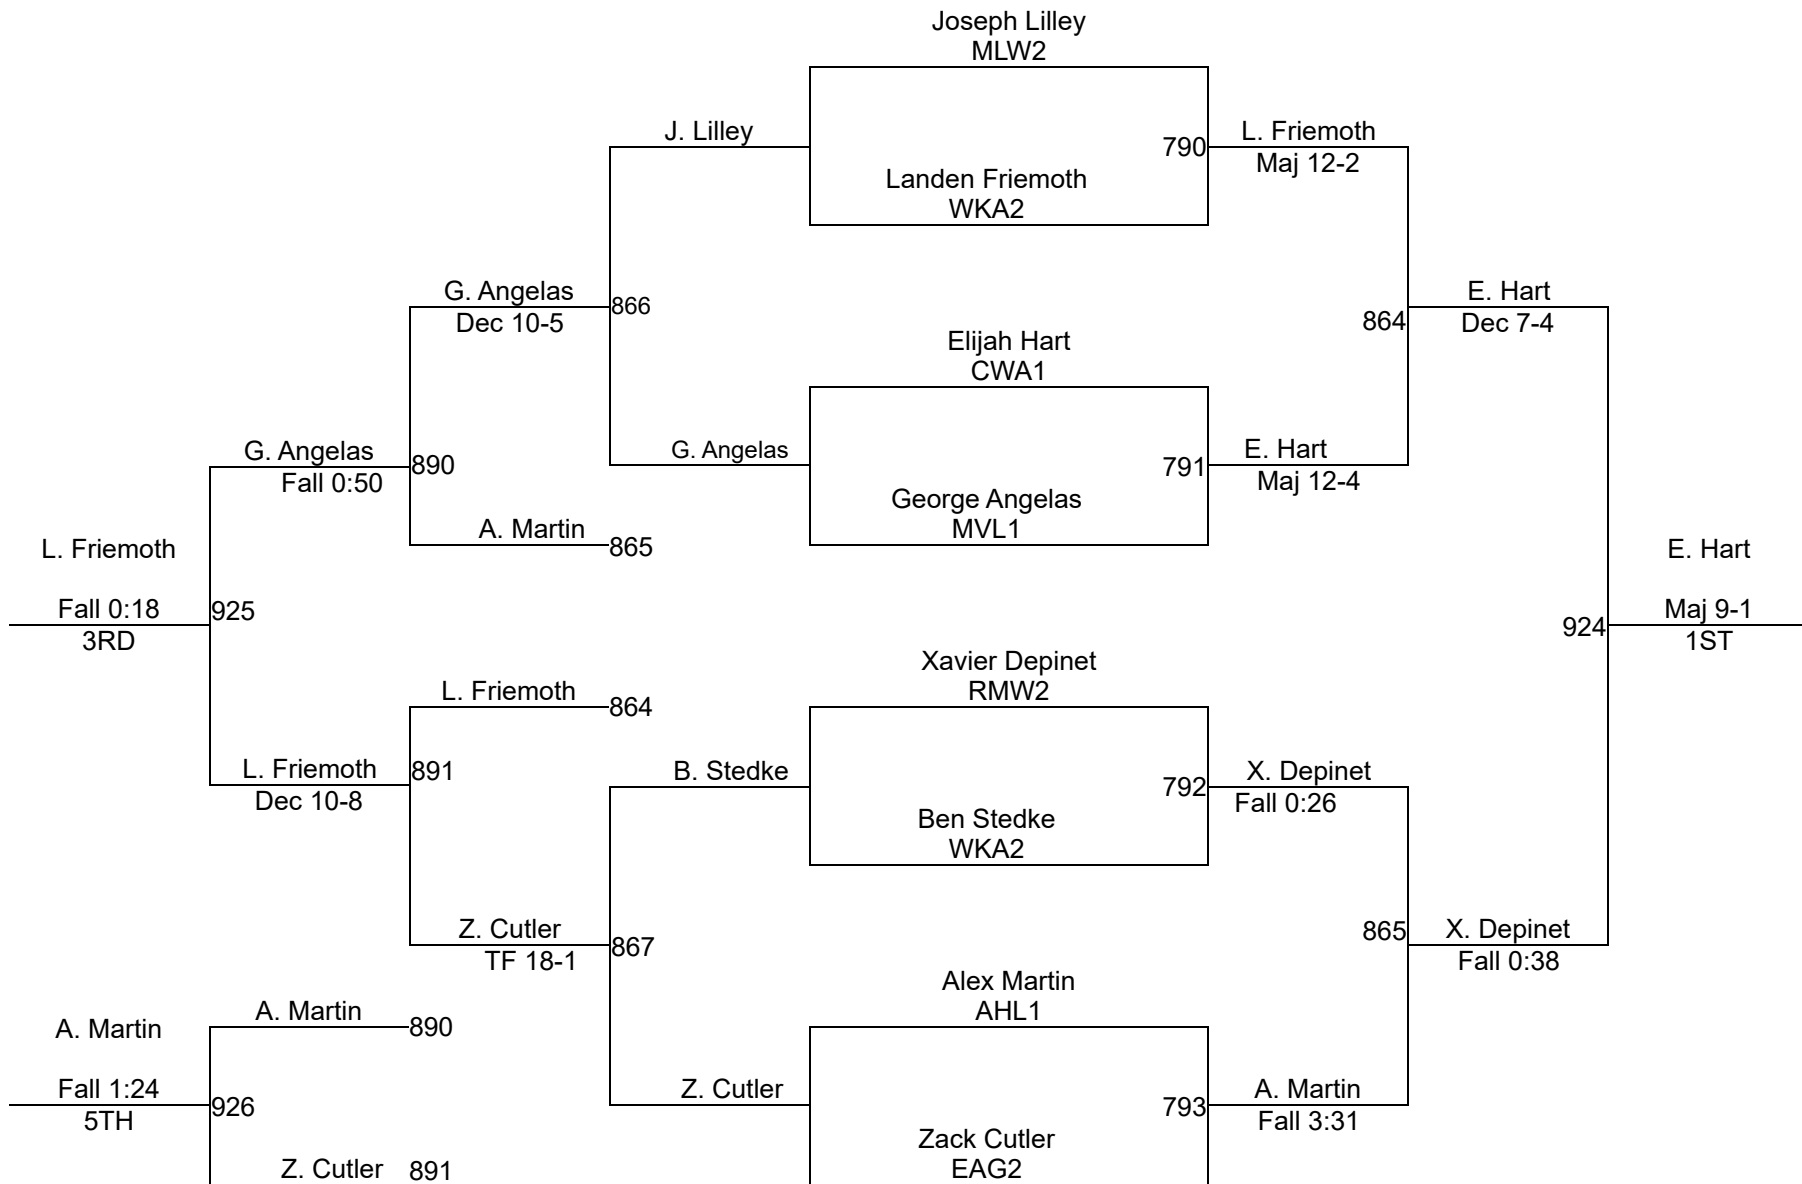 Joseph Lilley
MLW2
J. Lilley
790
L. Friemoth
Maj 12-2
Landen Friemoth
WKA2
G. Angelas
Dec 10-5
866
E. Hart
Dec 7-4
864
Elijah Hart
CWA1
G. Angelas
Fall 0:50
890
G. Angelas
791
E. Hart
Maj 12-4
George Angelas
MVL1
A. Martin
865
L. Friemoth
Fall 0:18
3RD
925
E. Hart
Maj 9-1
1ST
924
Xavier Depinet
RMW2
L. Friemoth
864
L. Friemoth
Dec 10-8
891
B. Stedke
792
X. Depinet
Fall 0:26
Ben Stedke
WKA2
Z. Cutler
TF 18-1
867
865
X. Depinet
Fall 0:38
Alex Martin
AHL1
A. Martin
890
A. Martin
Fall 1:24
5TH
926
Z. Cutler
793
A. Martin
Fall 3:31
Zack Cutler
EAG2
Z. Cutler
891